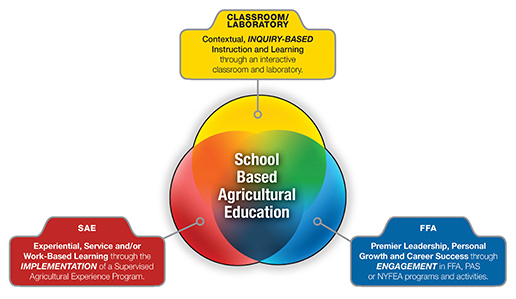 CLASSROOM/
LABORATORY
Contextual, INQUIRY-BASED
Instruction and Learning
through an interactive
classroom and laboratory.
School
Based
Agricultural
Education
SAE
Experiential, Service and/or
Work-Based Learning through the
IMPLEMENTATION of a Supervised
Agricultural Experience Program.
FFA
Premier Leadership, Personal
Growth and Career Success through
ENGAGEMENT in FFA, PAS
or NYFEA programs and activities.